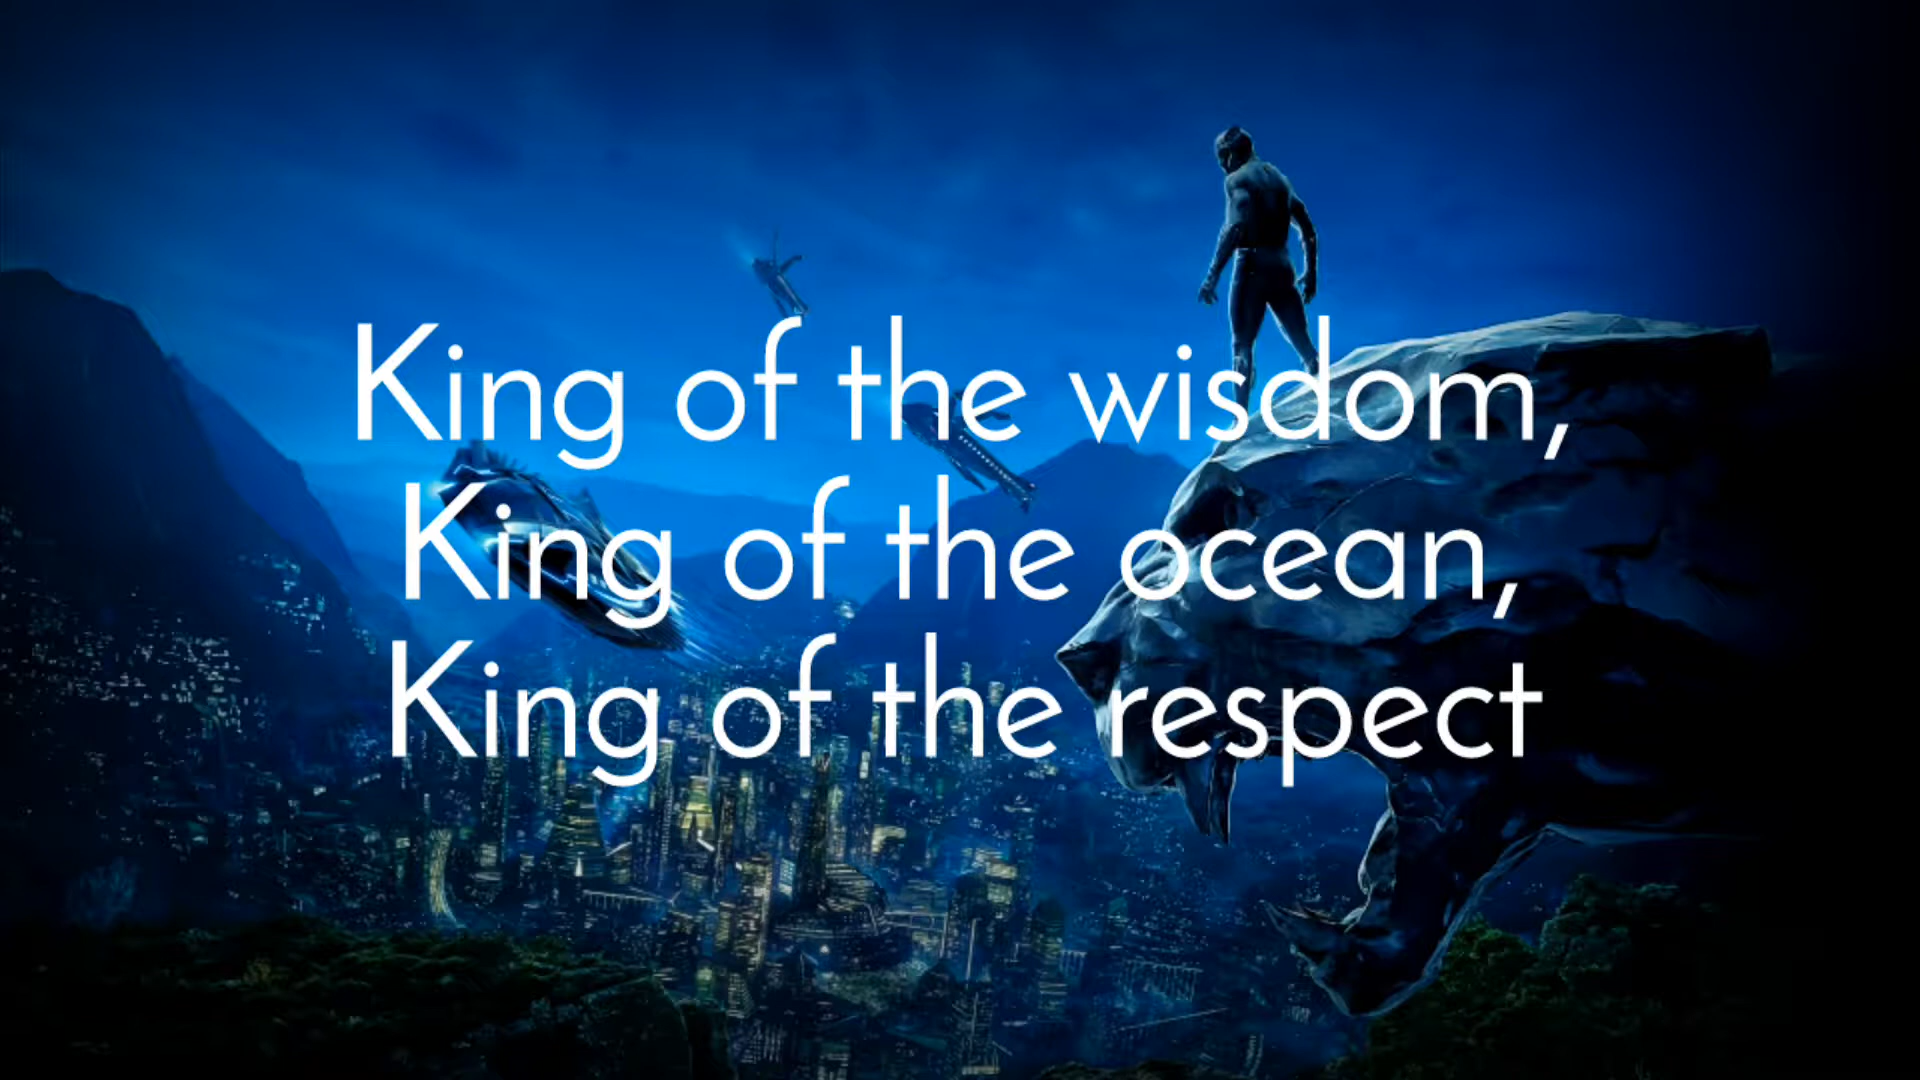 King of the wisdom,
King of the ocean,
King of the respect